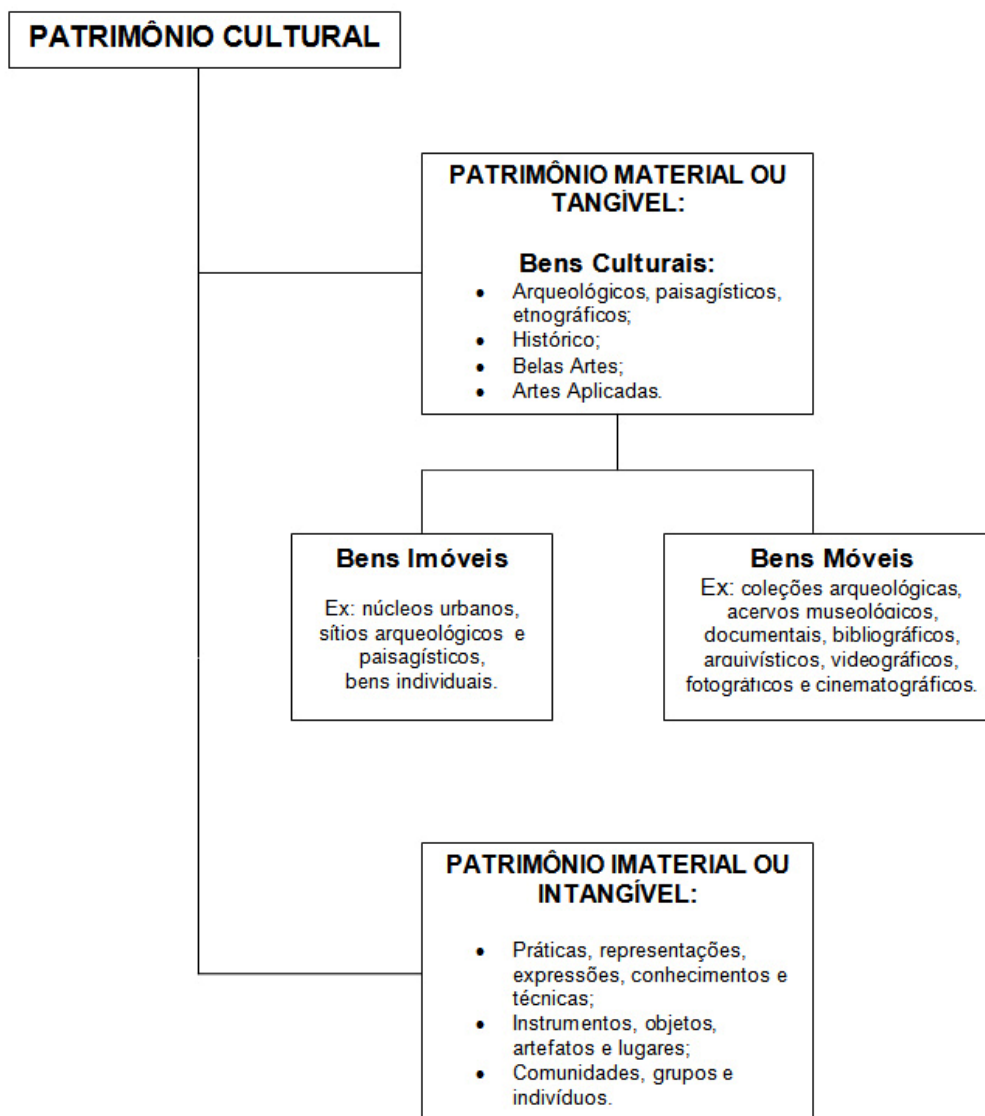 PATRIMÔNIO CULTURAL
PATRIMÔNIO MATERIAL OU
TANGÍVEL:
Bens Culturais:
• Arqueológicos, paisagísticos,
etnográficos;
• Histórico;
• Belas Artes;
• Artes Aplicadas.
Bens Imóveis
Ex: núcleos urbanos,
sítios arqueológicos e
paisagísticos,
bens individuais.
Bens Móveis
Ex: coleções arqueológicas,
acervos museológicos,
documentais, bibliográficos,
arquivísticos, videográficos,
fotográficos e cinematográficos.
PATRIMÔNIO IMATERIAL OU
INTANGÍVEL:
• Práticas, representações,
expressões, conhecimentos e
técnicas;
• Instrumentos, objetos,
artefatos e lugares;
• Comunidades, grupos e
indivíduos.